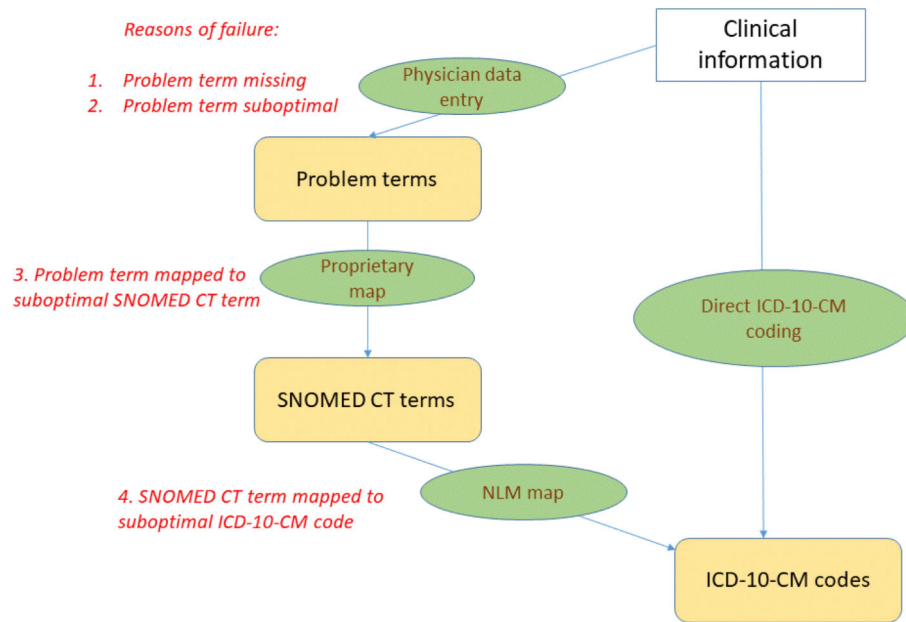 Reasons of failure:
1. Problem term missing
2. Problem term suboptimal
Physician data
entry
Clinical
information
Problem terms
3. Problem term mapped to
suboptimal SNOMED CT term
Proprietary
map
Direct ICD-10-CM
coding
SNOMED CT terms
4. SNOMED CT term mapped to
suboptimal ICD-10-CM code
NLM map
ICD-10-CM codes